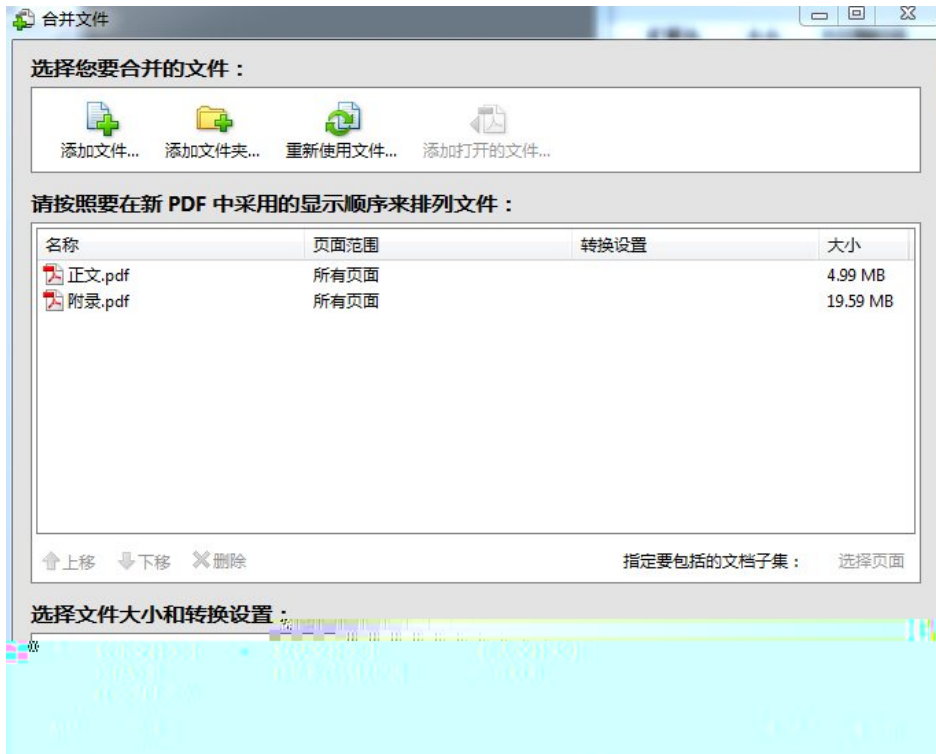 合并文件
选择您要合并的文件：
添加文件... 添加文件夹... 重新使用文件... 添加打开的文件...
请按照要在新 PDF 中采用的显示顺序来排列文件：
名称 页面范围 转换设置 大小
正文.pdf 所有页面 4.99 MB
附录.pdf 所有页面 19.59 MB
上移 下移 删除 指定要包括的文档子集： 选择页面
选择文件大小和转换设置：